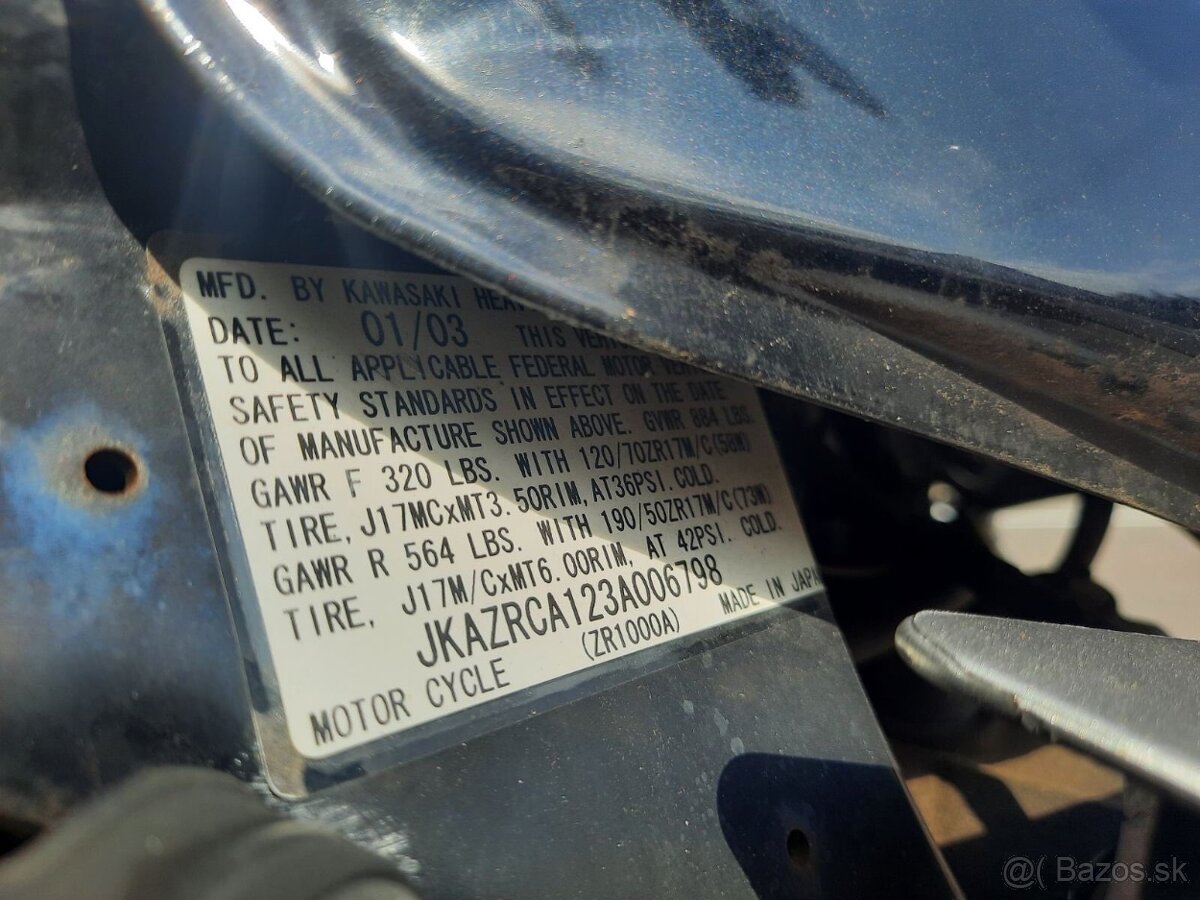 MFD. BY KAWASAKI
DATE: 01/03 THIS
TO ALL APPLICABLE FEDERAL MOTOR
SAFETY STANDARDS IN EFFECT ON THE DATE
OF MANUFACTURE SHOWN ABOVE. GVWR 884 LBS.
GAWR F 320 LBS. WITH 120/70ZR17M/C(58W)
TIRE, J17MCxMT3.50RIM, AT36PSI.COLD.
GAWR R 564 LBS. WITH 190/50ZR17M/C(73W)
TIRE, J17M/CxMT6.00RIM, AT 42PSI. COLD.
JKAZRCA123A006798
MOTOR CYCLE (ZR1000A) MADE IN JAPA
@( Bazos.sk